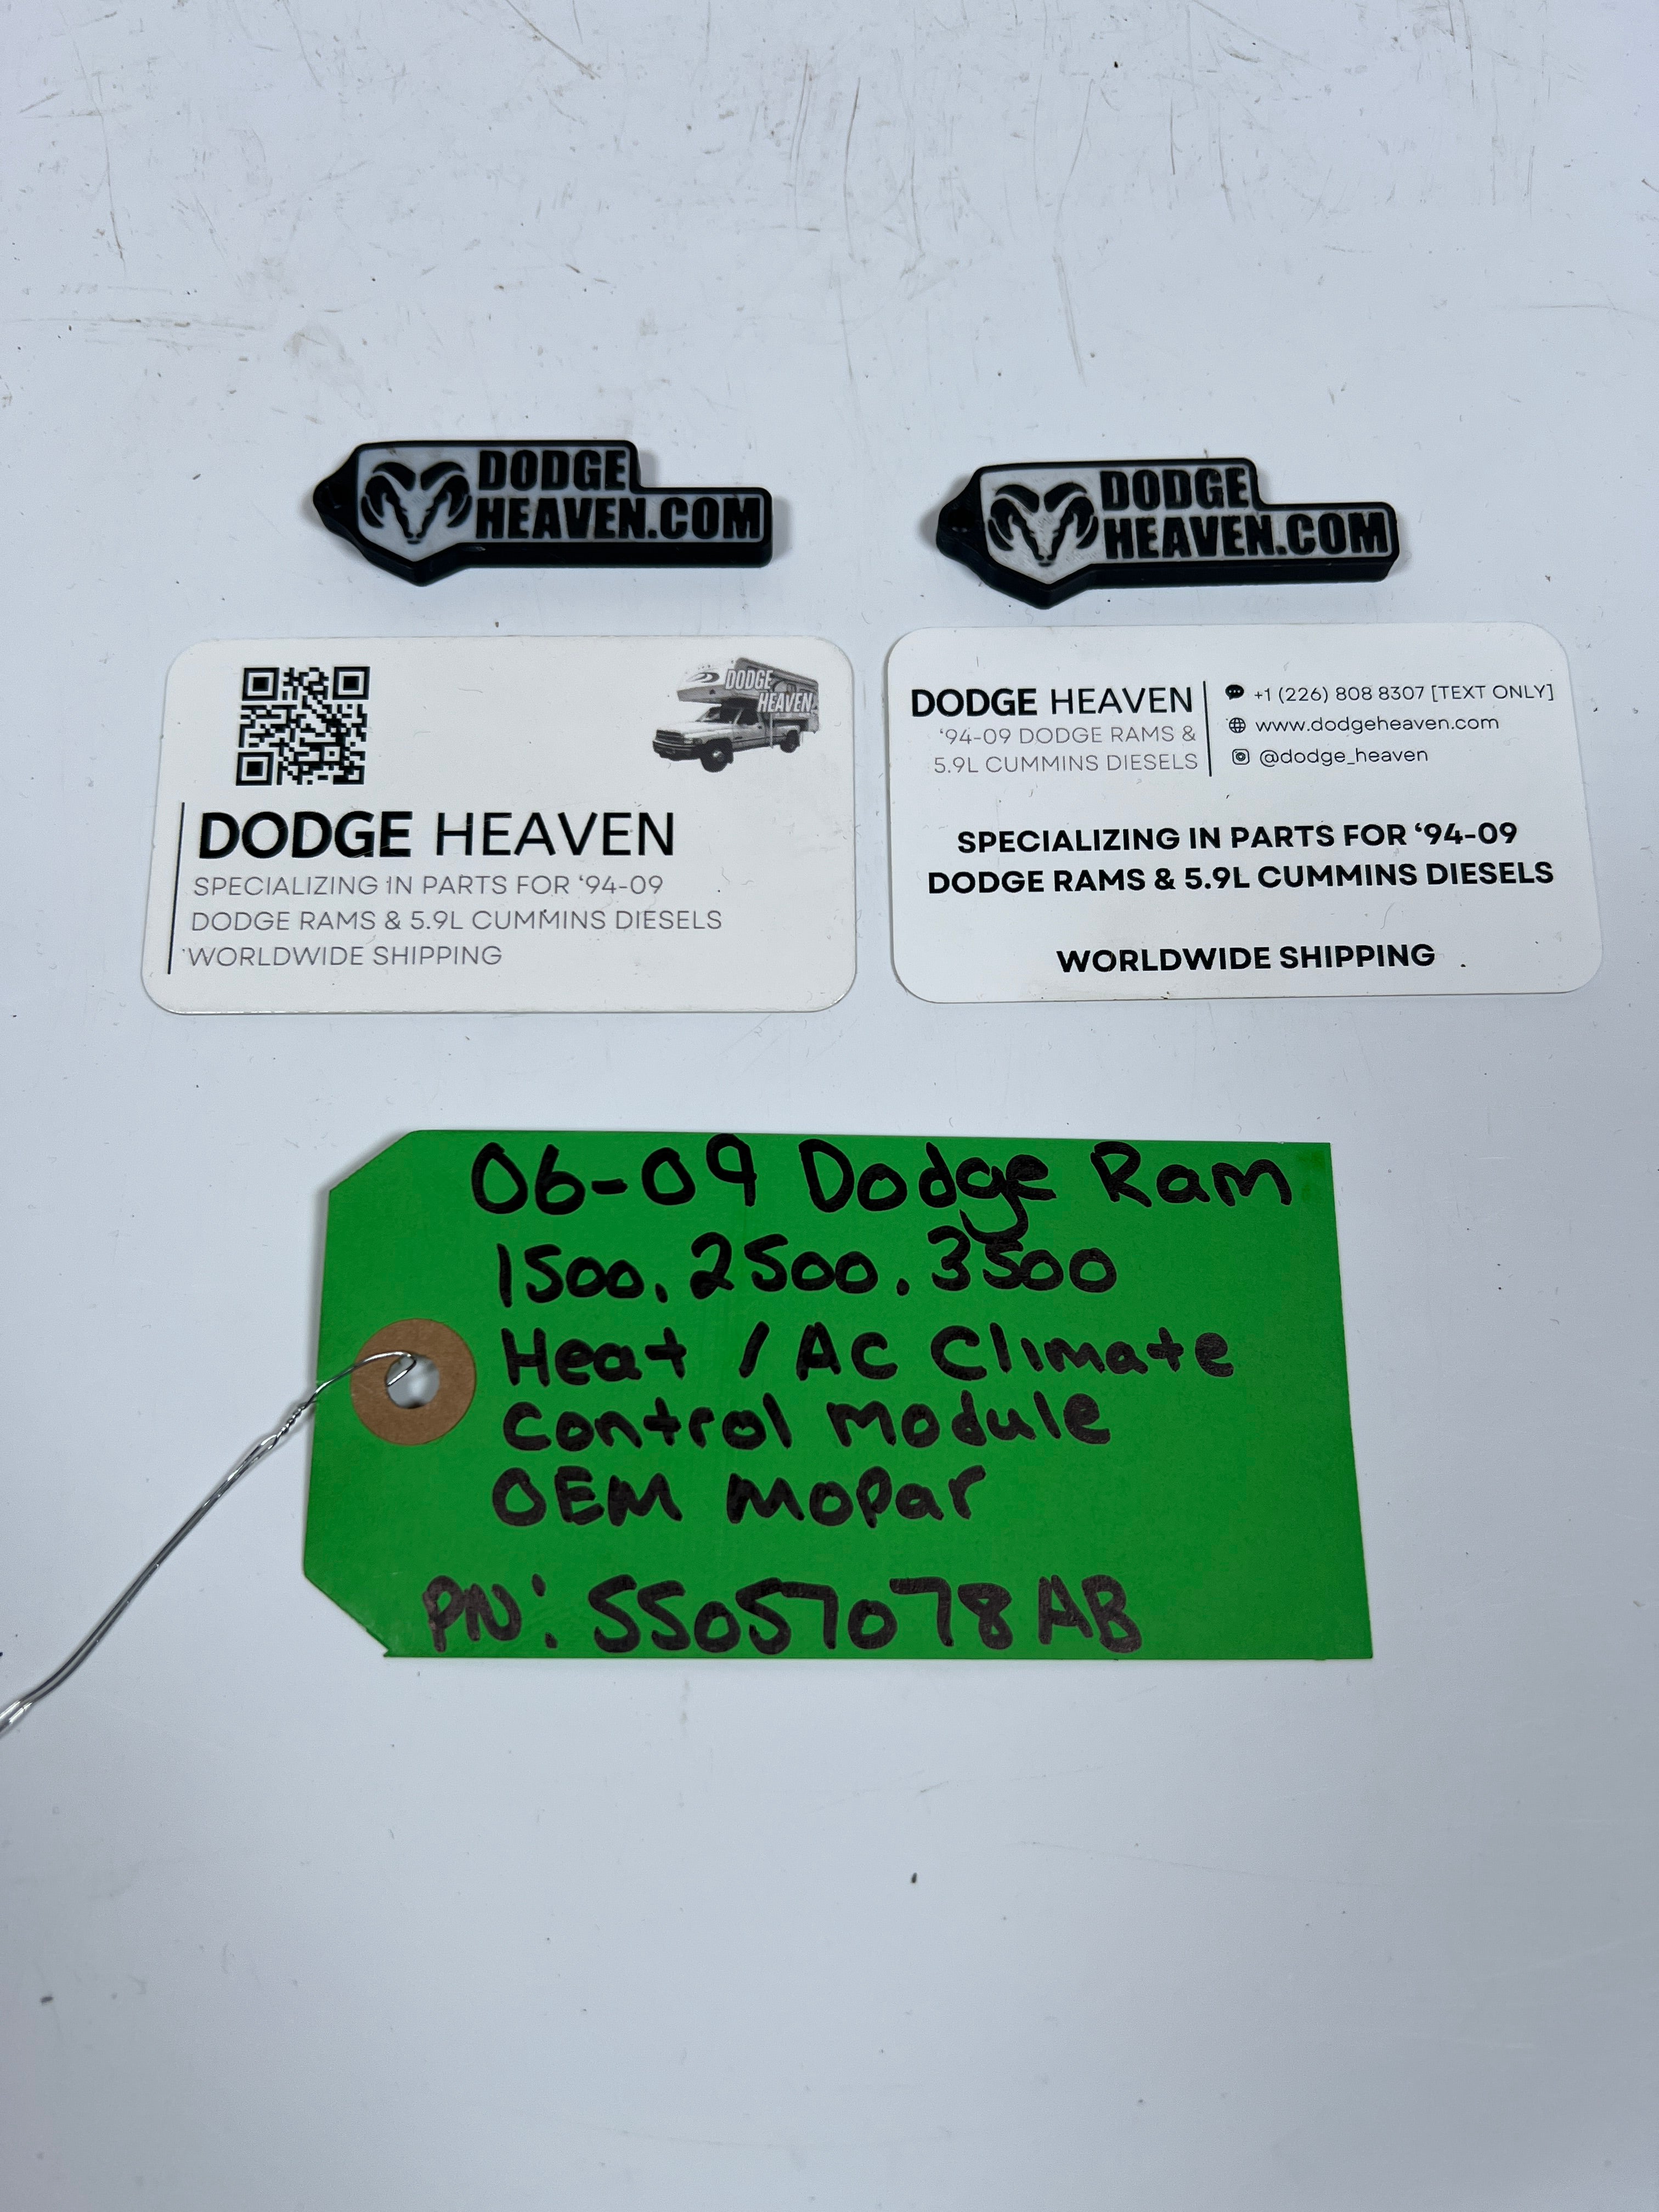 DODGE
HEAVEN.COM
DODGE
HEAVEN.COM
DODGE
HEAVEN
DODGE HEAVEN
SPECIALIZING IN PARTS FOR ‘94-09
DODGE RAMS & 5.9L CUMMINS DIESELS
WORLDWIDE SHIPPING
DODGE HEAVEN
‘94-09 DODGE RAMS &
5.9L CUMMINS DIESELS
+1 (226) 808 8307 [TEXT ONLY]
www.dodgeheaven.com
@dodge_heaven
SPECIALIZING IN PARTS FOR ‘94-09
DODGE RAMS & 5.9L CUMMINS DIESELS
WORLDWIDE SHIPPING
06-09 Dodge Ram
1500, 2500, 3500
Heat / AC Climate
Control Module
OEM Mopar
PN: 55057078AB